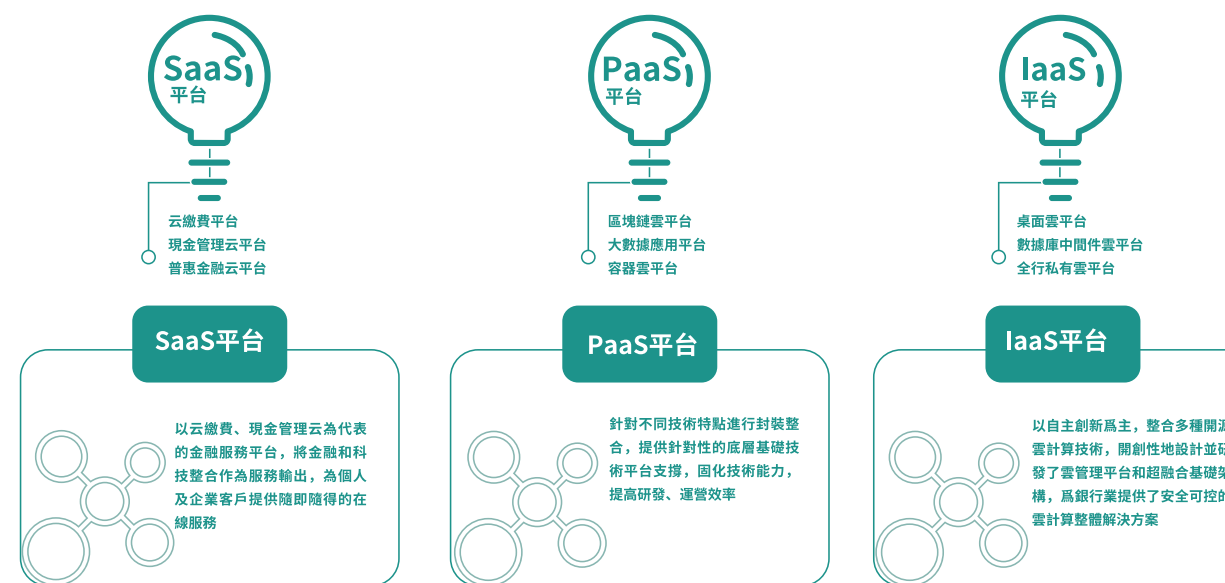 SaaS
平台
云繳費平台
現金管理云平台
普惠金融云平台
PaaS
平台
區塊鏈雲平台
大數據應用平台
容器雲平台
IaaS
平台
桌面雲平台
數據庫中間件雲平台
全行私有雲平台
SaaS平台
以云繳費、現金管理云為代表
的金融服務平台，將金融和科
技整合作為服務輸出，為個人
及企業客戶提供隨即隨得的在
線服務
PaaS平台
針對不同技術特點進行封裝整
合，提供針對性的底層基礎技
術平台支撐，固化技術能力，
提高研發、運營效率
IaaS平台
以自主創新爲主，整合多種開源
雲計算技術，開創性地設計並研
發了雲管理平台和超融合基礎架
構，爲銀行業提供了安全可控的
雲計算整體解決方案